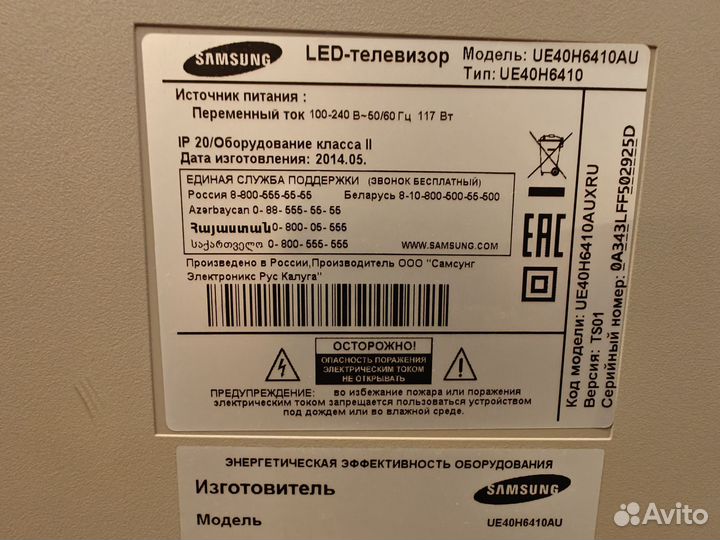 SAMSUNG
LED-телевизор
Модель: UE40H6410AU
Тип: UE40H6410
Источник питания :
Переменный ток 100-240 В~50/60 Гц 117 Вт
IP 20/Оборудование класса II
Дата изготовления: 2014.05.
ЕДИНАЯ СЛУЖБА ПОДДЕРЖКИ (ЗВОНОК БЕСПЛАТНЫЙ)
Россия 8-800-555-55-55 Беларусь 8-10-800-500-55-500
Azərbaycan 0- 88- 555- 55- 55
Հայաստան 0- 800- 05- 555
საქართველო 0- 800- 555- 555
WWW.SAMSUNG.COM
Произведено в России,Производитель ООО "Самсунг
Электроникс Рус Калуга"
EAC
ОСТОРОЖНО!
ОПАСНОСТЬ ПОРАЖЕНИЯ
ЭЛЕКТРИЧЕСКИМ ТОКОМ
НЕ ОТКРЫВАТЬ
ПРЕДУПРЕЖДЕНИЕ: во избежание пожара или поражения
электрическим током запрещается пользоваться устройством
под дождем или во влажной среде.
Код модели: UE40H6410AUXRU
Версия: TS01
Серийный номер: 0A343LFF502925D
ЭНЕРГЕТИЧЕСКАЯ ЭФФЕКТИВНОСТЬ ОБОРУДОВАНИЯ
Изготовитель
SAMSUNG
Модель
UE40H6410AU
Avito